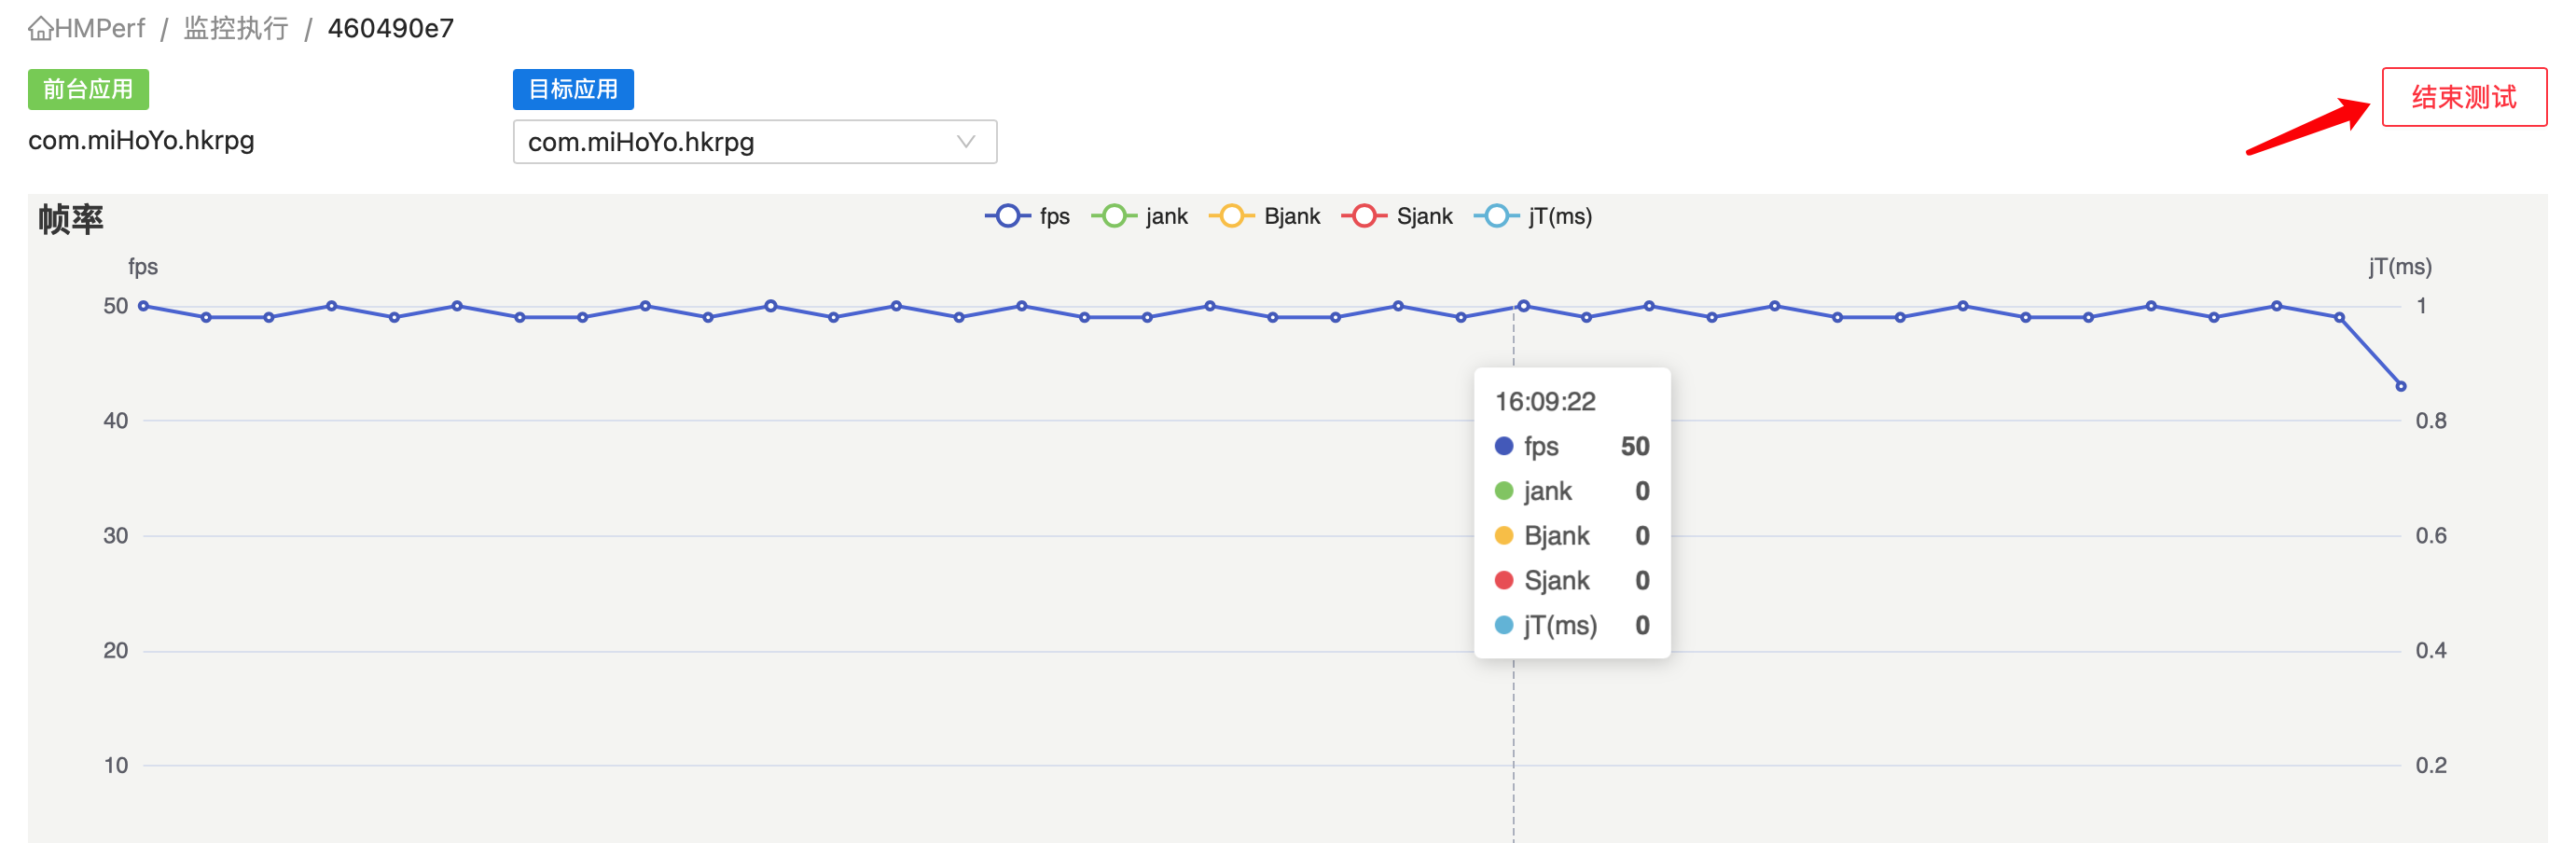 HMPerf / 监控执行 / 460490e7
前台应用
目标应用
结束测试
com.miHoYo.hkrpg
com.miHoYo.hkrpg
帧率
fps
jank
Bjank
Sjank
jT(ms)
fps
jT(ms)
50
1
40
0.8
30
0.6
20
0.4
10
0.2
16:09:22
fps 50
jank 0
Bjank 0
Sjank 0
jT(ms) 0